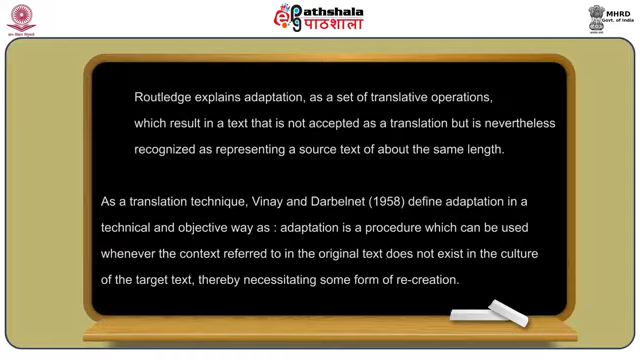 ePathshala
पाठशाला
MHRD
Govt. of India
Routledge explains adaptation, as a set of translative operations,
which result in a text that is not accepted as a translation but is nevertheless
recognized as representing a source text of about the same length.
As a translation technique, Vinay and Darbelnet (1958) define adaptation in a
technical and objective way as : adaptation is a procedure which can be used
whenever the context referred to in the original text does not exist in the culture
of the target text, thereby necessitating some form of re-creation.